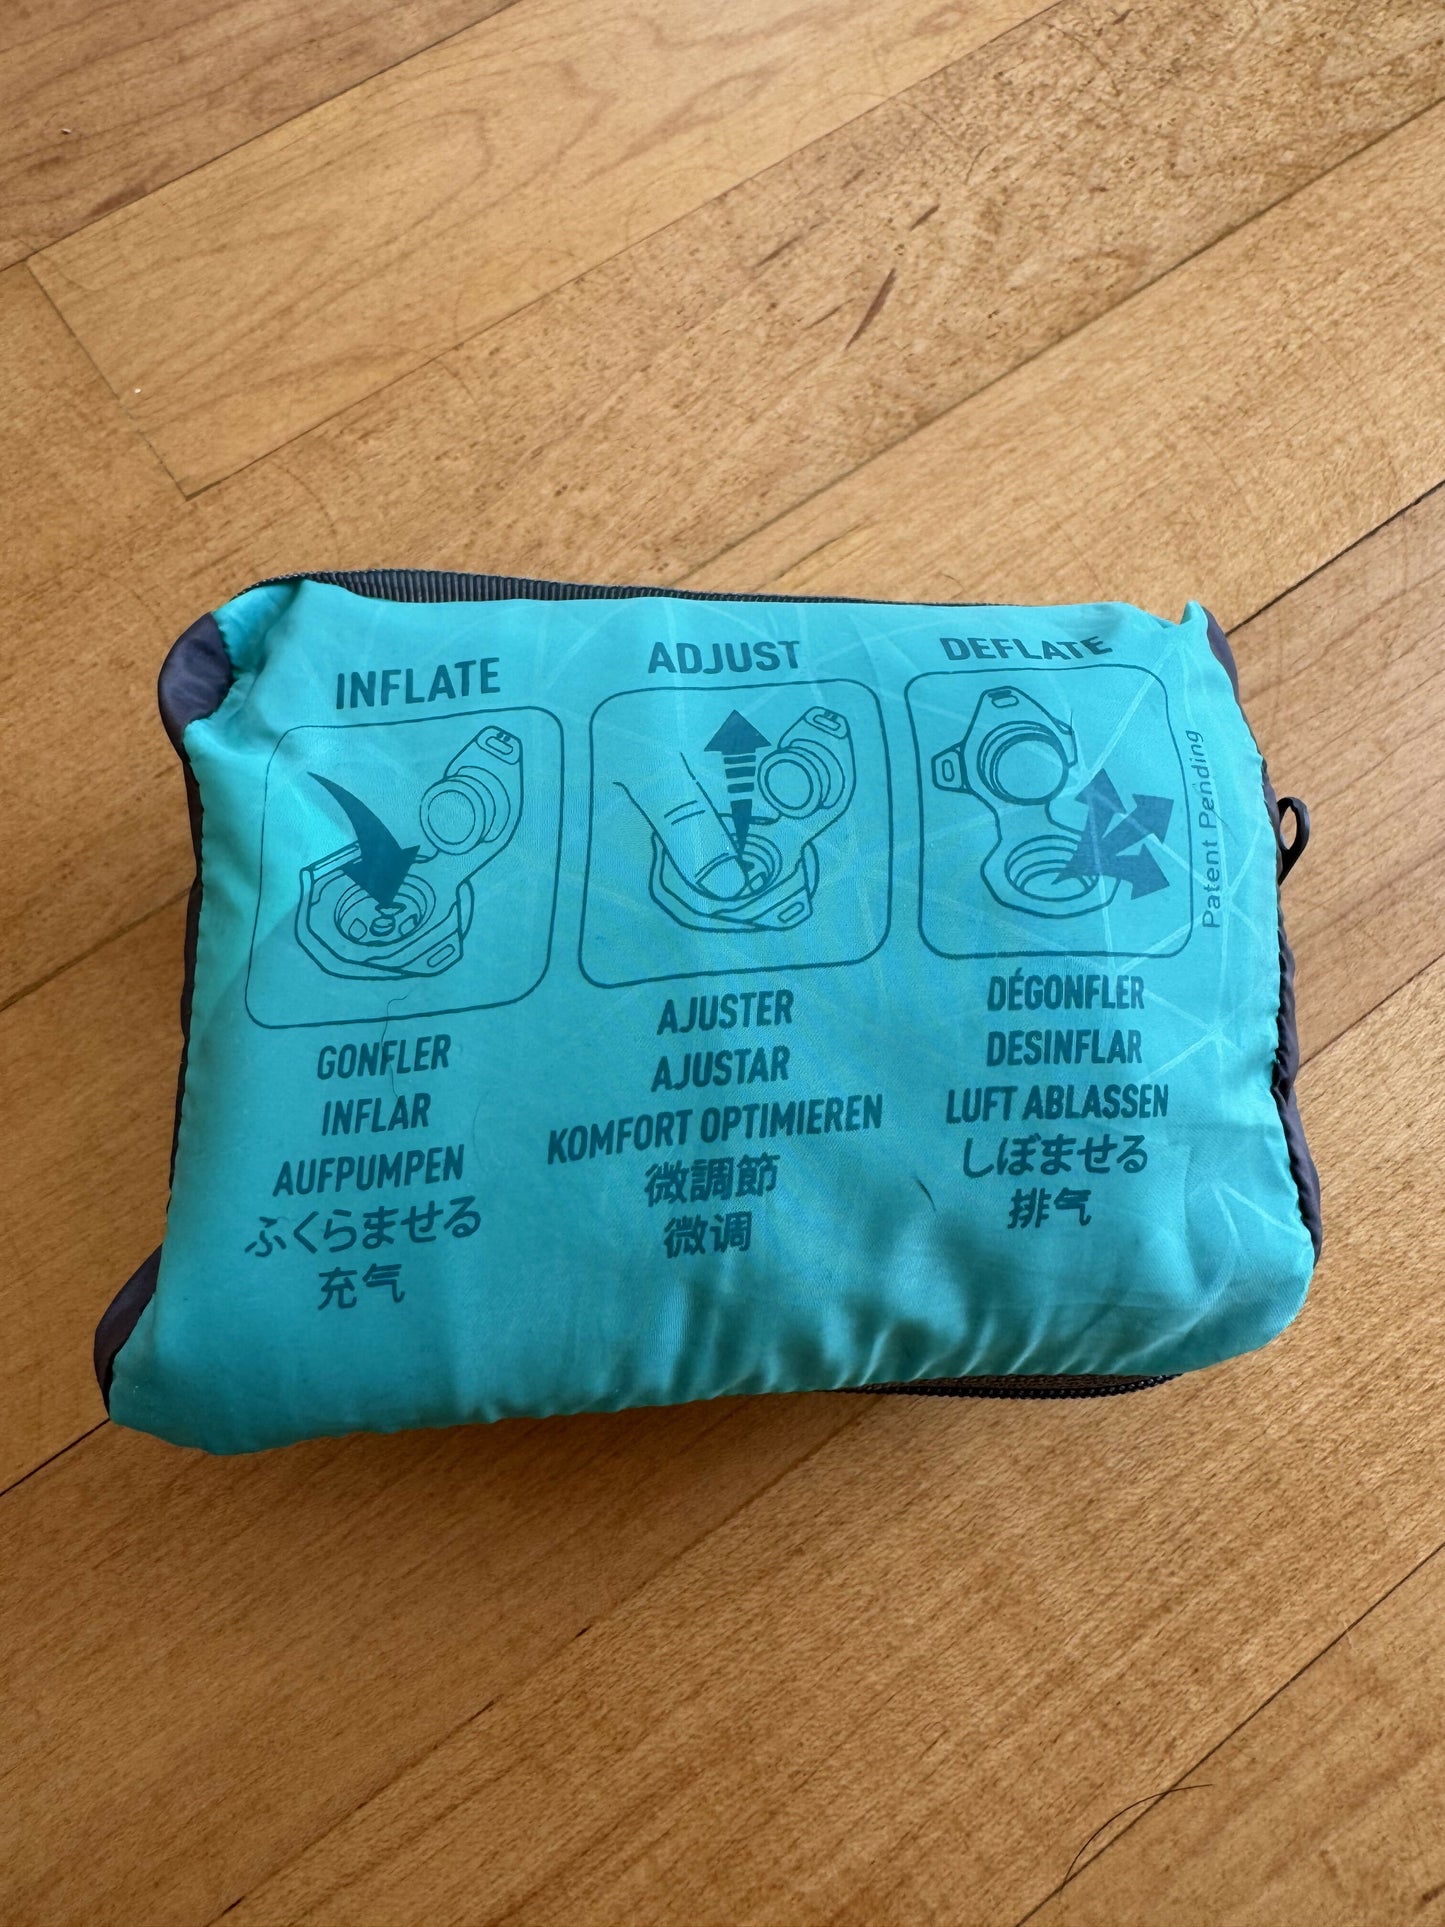 INFLATE
GONFLER
INFLAR
AUFPUMPEN
ふくらませる
充气
ADJUST
AJUSTER
AJUSTAR
KOMFORT OPTIMIEREN
微調節
微调
DEFLATE
DÉGONFLER
DESINFLAR
LUFT ABLASSEN
しぼませる
排气
Patent Pending